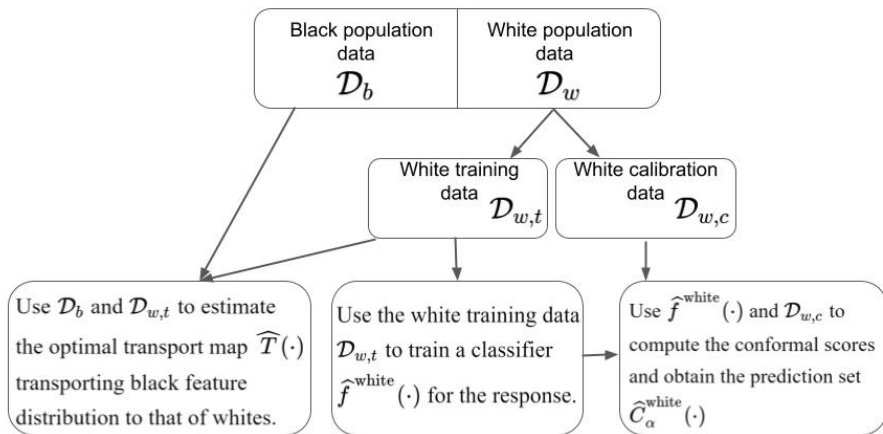 Black population
data
𝒟_b
White population
data
𝒟_w
White training
data
𝒟_{w,t}
White calibration
data
𝒟_{w,c}
Use 𝒟_b and 𝒟_{w,t} to estimate
the optimal transport map T̂(·)
transporting black feature
distribution to that of whites.
Use the white training data
𝒟_{w,t} to train a classifier
f̂^{white}(·) for the response.
Use f̂^{white}(·) and 𝒟_{w,c} to
compute the conformal scores
and obtain the prediction set
Ĉ_α^{white}(·)